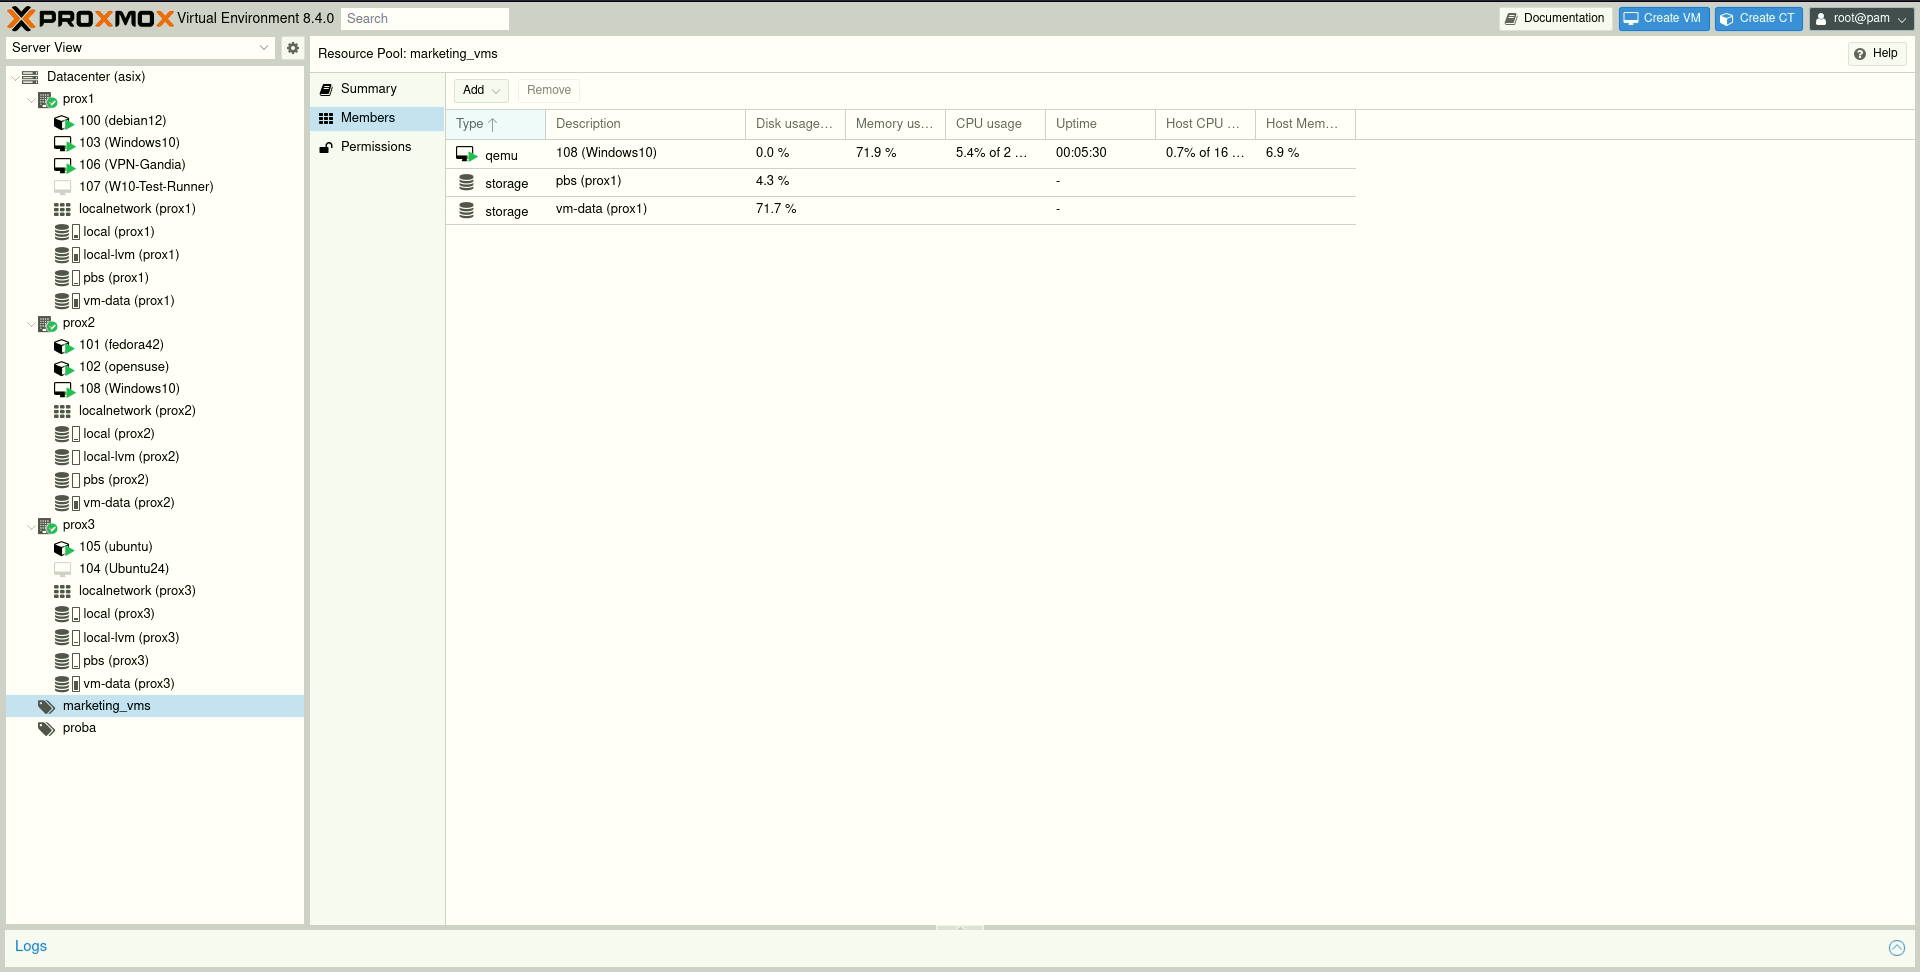 PROXMOX Virtual Environment 8.4.0 Search Documentation Create VM Create CT root@pam
Server View
Resource Pool: marketing_vms Help
Datacenter (asix)
prox1
100 (debian12)
103 (Windows10)
106 (VPN-Gandia)
107 (W10-Test-Runner)
localnetwork (prox1)
local (prox1)
local-lvm (prox1)
pbs (prox1)
vm-data (prox1)
prox2
101 (fedora42)
102 (opensuse)
108 (Windows10)
localnetwork (prox2)
local (prox2)
local-lvm (prox2)
pbs (prox2)
vm-data (prox2)
prox3
105 (ubuntu)
104 (Ubuntu24)
localnetwork (prox3)
local (prox3)
local-lvm (prox3)
pbs (prox3)
vm-data (prox3)
marketing_vms
proba
Summary
Members
Permissions
Add Remove
Type Description Disk usage... Memory us... CPU usage Uptime Host CPU ... Host Mem...
qemu 108 (Windows10) 0.0 % 71.9 % 5.4% of 2 ... 00:05:30 0.7% of 16 ... 6.9 %
storage pbs (prox1) 4.3 % -
storage vm-data (prox1) 71.7 % -
Logs